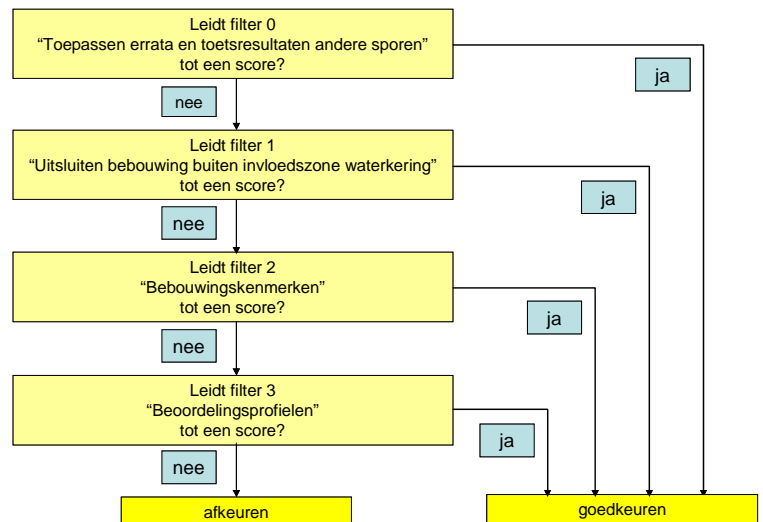 Leidt filter 0
“Toepassen errata en toetsresultaten andere sporen”
tot een score?
ja
nee
Leidt filter 1
“Uitsluiten bebouwing buiten invloedszone waterkering”
tot een score?
ja
nee
Leidt filter 2
“Bebouwingskenmerken”
tot een score?
ja
nee
Leidt filter 3
“Beoordelingsprofielen”
tot een score?
ja
nee
afkeuren
goedkeuren